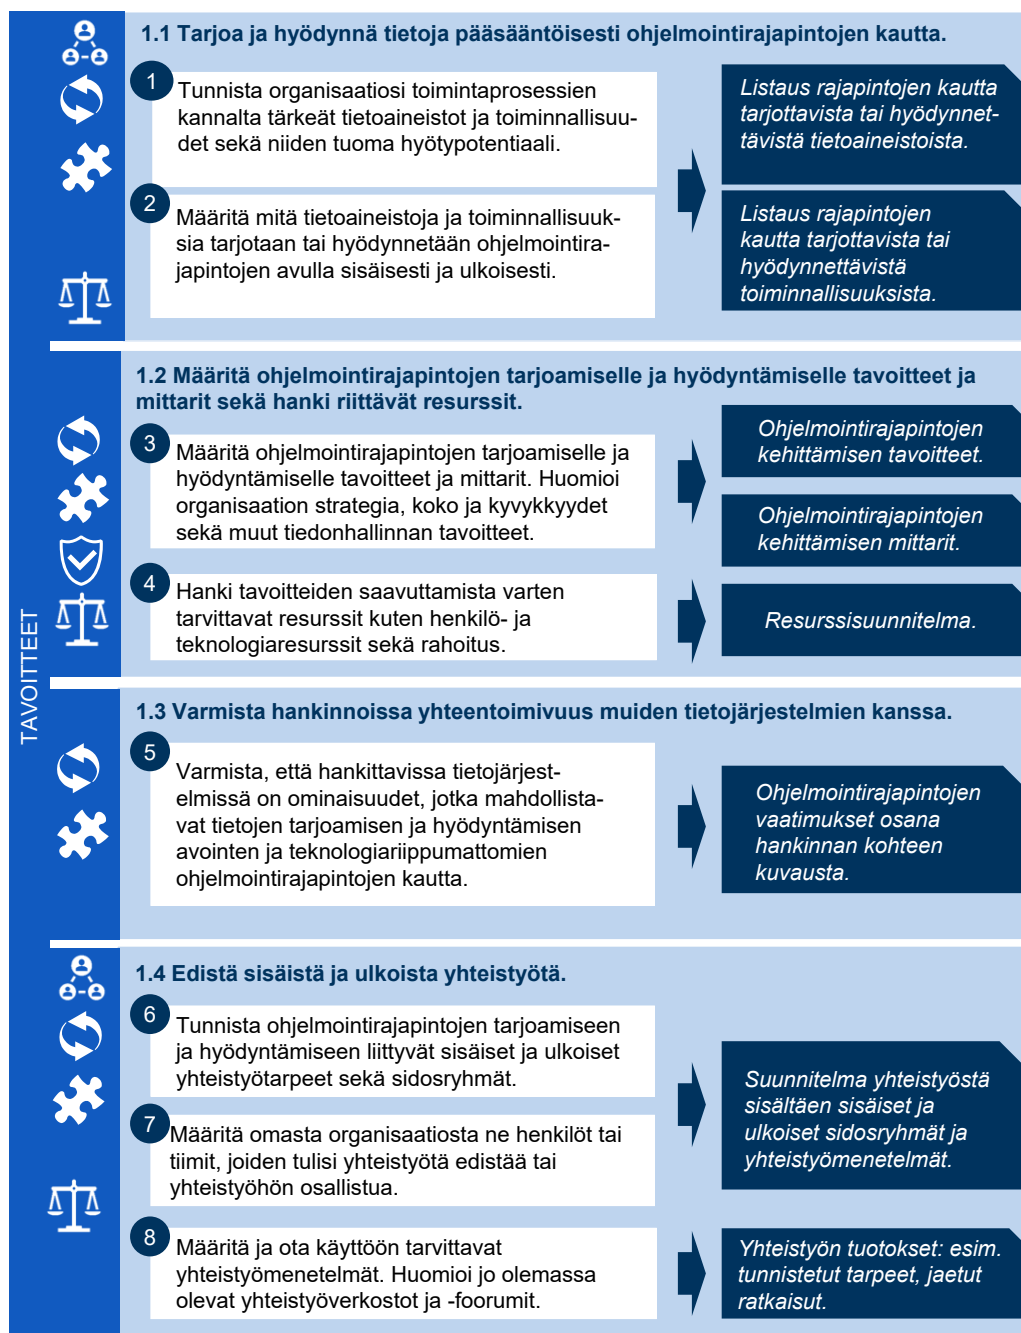 TAVOITTEET
1.1 Tarjoa ja hyödynnä tietoja pääsääntöisesti ohjelmointirajapintojen kautta.
1
Tunnista organisaatiosi toimintaprosessien
kannalta tärkeät tietoaineistot ja toiminnallisuu-
det sekä niiden tuoma hyötypotentiaali.
Listaus rajapintojen kautta
tarjottavista tai hyödynnet-
tävistä tietoaineistoista.
2
Määritä mitä tietoaineistoja ja toiminnallisuuk-
sia tarjotaan tai hyödynnetään ohjelmointira-
japintojen avulla sisäisesti ja ulkoisesti.
Listaus rajapintojen
kautta tarjottavista tai
hyödynnettävistä
toiminnallisuuksista.
1.2 Määritä ohjelmointirajapintojen tarjoamiselle ja hyödyntämiselle tavoitteet ja
mittarit sekä hanki riittävät resurssit.
3
Määritä ohjelmointirajapintojen tarjoamiselle ja
hyödyntämiselle tavoitteet ja mittarit. Huomioi
organisaation strategia, koko ja kyvykkyydet
sekä muut tiedonhallinnan tavoitteet.
Ohjelmointirajapintojen
kehittämisen tavoitteet.
Ohjelmointirajapintojen
kehittämisen mittarit.
4
Hanki tavoitteiden saavuttamista varten
tarvittavat resurssit kuten henkilö- ja
teknologiaresurssit sekä rahoitus.
Resurssisuunnitelma.
1.3 Varmista hankinnoissa yhteentoimivuus muiden tietojärjestelmien kanssa.
5
Varmista, että hankittavissa tietojärjest-
elmissä on ominaisuudet, jotka mahdollista-
vat tietojen tarjoamisen ja hyödyntämisen
avointen ja teknologiariippumattomien
ohjelmointirajapintojen kautta.
Ohjelmointirajapintojen
vaatimukset osana
hankinnan kohteen
kuvausta.
1.4 Edistä sisäistä ja ulkoista yhteistyötä.
6
Tunnista ohjelmointirajapintojen tarjoamiseen
ja hyödyntämiseen liittyvät sisäiset ja ulkoiset
yhteistyötarpeet sekä sidosryhmät.
7
Määritä omasta organisaatiosta ne henkilöt tai
tiimit, joiden tulisi yhteistyötä edistää tai
yhteistyöhön osallistua.
Suunnitelma yhteistyöstä
sisältäen sisäiset ja
ulkoiset sidosryhmät ja
yhteistyömenetelmät.
8
Määritä ja ota käyttöön tarvittavat
yhteistyömenetelmät. Huomioi jo olemassa
olevat yhteistyöverkostot ja -foorumit.
Yhteistyön tuotokset: esim.
tunnistetut tarpeet, jaetut
ratkaisut.